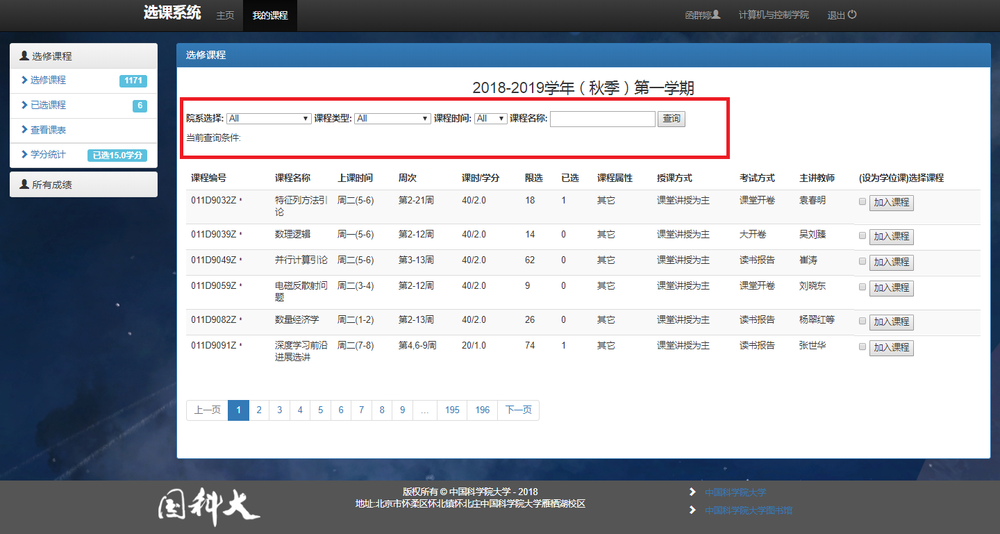 选课系统 主页 我的课程 函群婷 计算机与控制学院 退出
选修课程
选修课程 1171
已选课程 6
查看课表
学分统计 已选15.0学分
所有成绩
选修课程
2018-2019学年（秋季）第一学期
院系选择: All 课程类型: All 课程时间: All 课程名称: 查询
当前查询条件:
课程编号 课程名称 上课时间 周次 课时/学分 限选 已选 课程属性 授课方式 考试方式 主讲教师 (设为学位课)选择课程
011D9032Z * 特征列方法引论 周二(5-6) 第2-21周 40/2.0 18 1 其它 课堂讲授为主 课堂开卷 袁春明 加入课程
011D9039Z * 数理逻辑 周一(5-6) 第2-12周 40/2.0 14 0 其它 课堂讲授为主 大开卷 吴刘臻 加入课程
011D9049Z * 并行计算引论 周二(5-6) 第3-13周 40/2.0 62 0 其它 课堂讲授为主 读书报告 崔涛 加入课程
011D9059Z * 电磁反散射问题 周二(3-4) 第2-12周 40/2.0 9 0 其它 课堂讲授为主 课堂开卷 刘晓东 加入课程
011D9082Z * 数量经济学 周二(1-2) 第2-13周 40/2.0 26 0 其它 课堂讲授为主 读书报告 杨翠红等 加入课程
011D9091Z * 深度学习前沿进展选讲 周二(7-8) 第4,6-9周 20/1.0 74 1 其它 课堂讲授为主 读书报告 张世华 加入课程
上一页 1 2 3 4 5 6 7 8 9 ... 195 196 下一页
国科大
版权所有 © 中国科学院大学 - 2018
地址:北京市怀柔区怀北镇怀北庄中国科学院大学雁栖湖校区
中国科学院大学
中国科学院大学图书馆